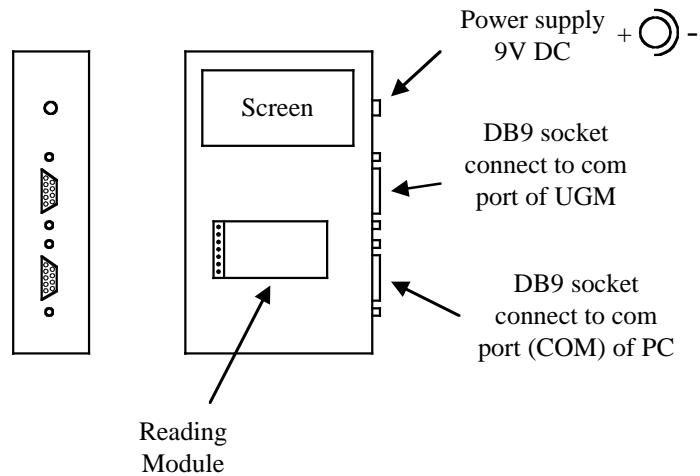 Power supply
9V DC
+ -
Screen
DB9 socket
connect to com
port of UGM
DB9 socket
connect to com
port (COM) of PC
Reading
Module